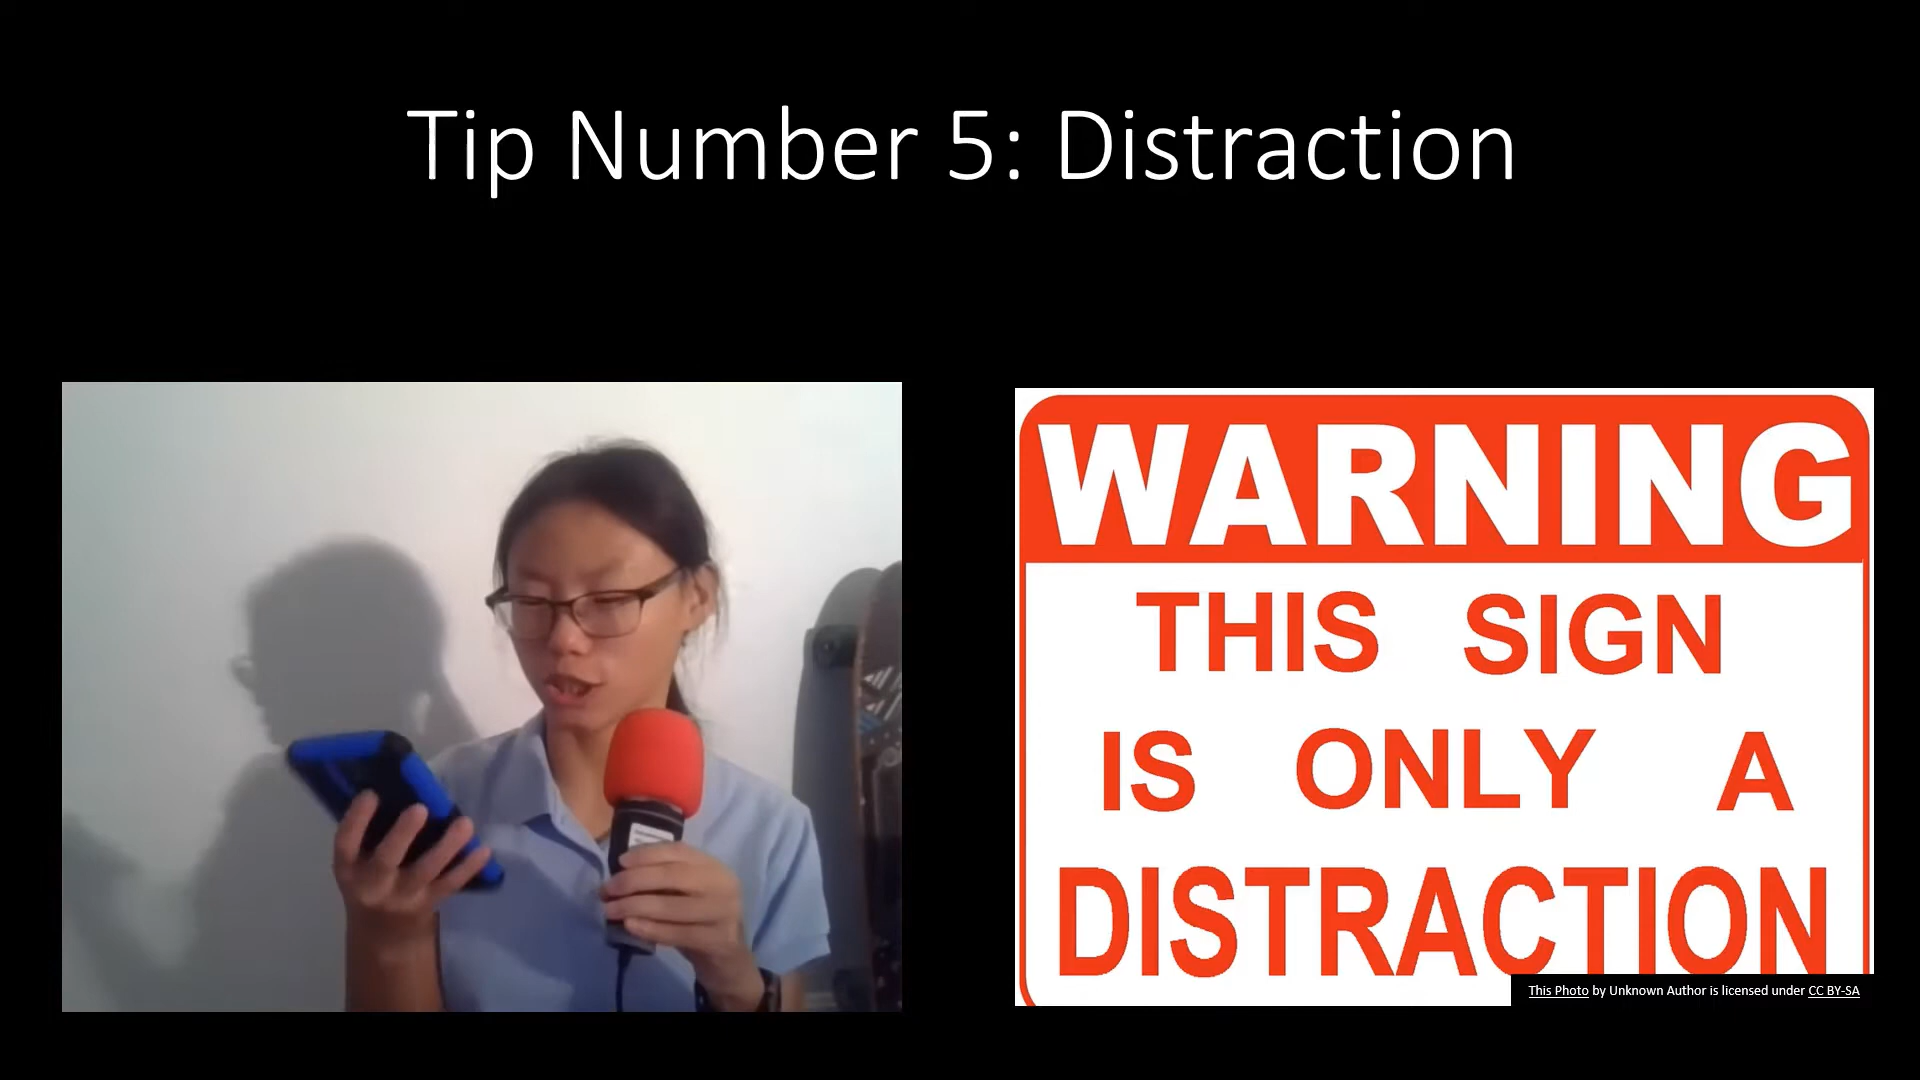 Tip Number 5: Distraction
WARNING
THIS SIGN
IS ONLY A
DISTRACTION
This Photo by Unknown Author is licensed under CC BY-SA